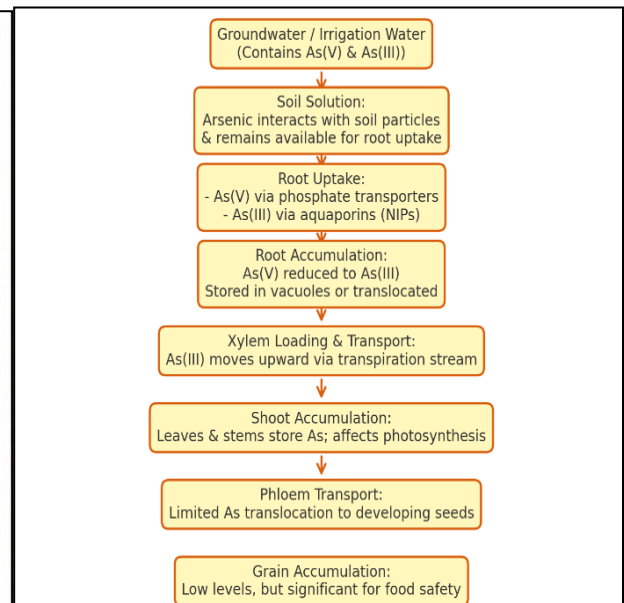 Groundwater / Irrigation Water
(Contains As(V) & As(III))
Soil Solution:
Arsenic interacts with soil particles
& remains available for root uptake
Root Uptake:
- As(V) via phosphate transporters
- As(III) via aquaporins (NIPs)
Root Accumulation:
As(V) reduced to As(III)
Stored in vacuoles or translocated
Xylem Loading & Transport:
As(III) moves upward via transpiration stream
Shoot Accumulation:
Leaves & stems store As; affects photosynthesis
Phloem Transport:
Limited As translocation to developing seeds
Grain Accumulation:
Low levels, but significant for food safety